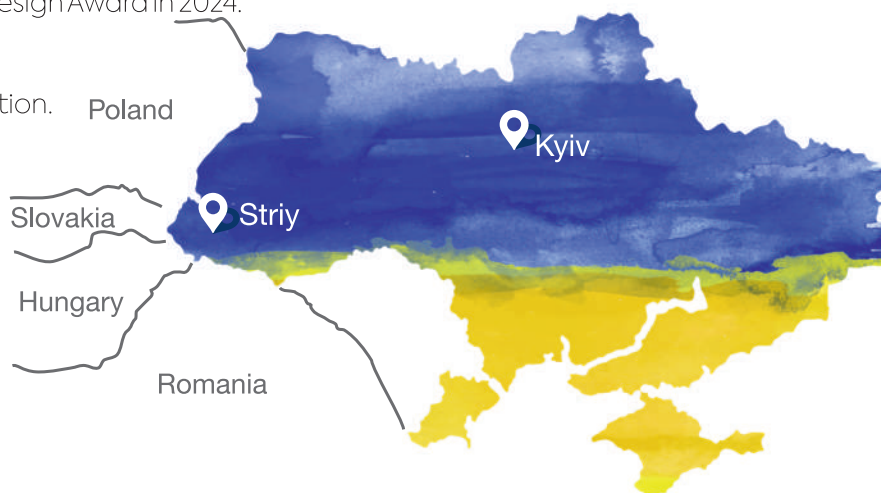 esign Award in 2024.
tion.
Poland
Kyiv
Striy
Slovakia
Hungary
Romania